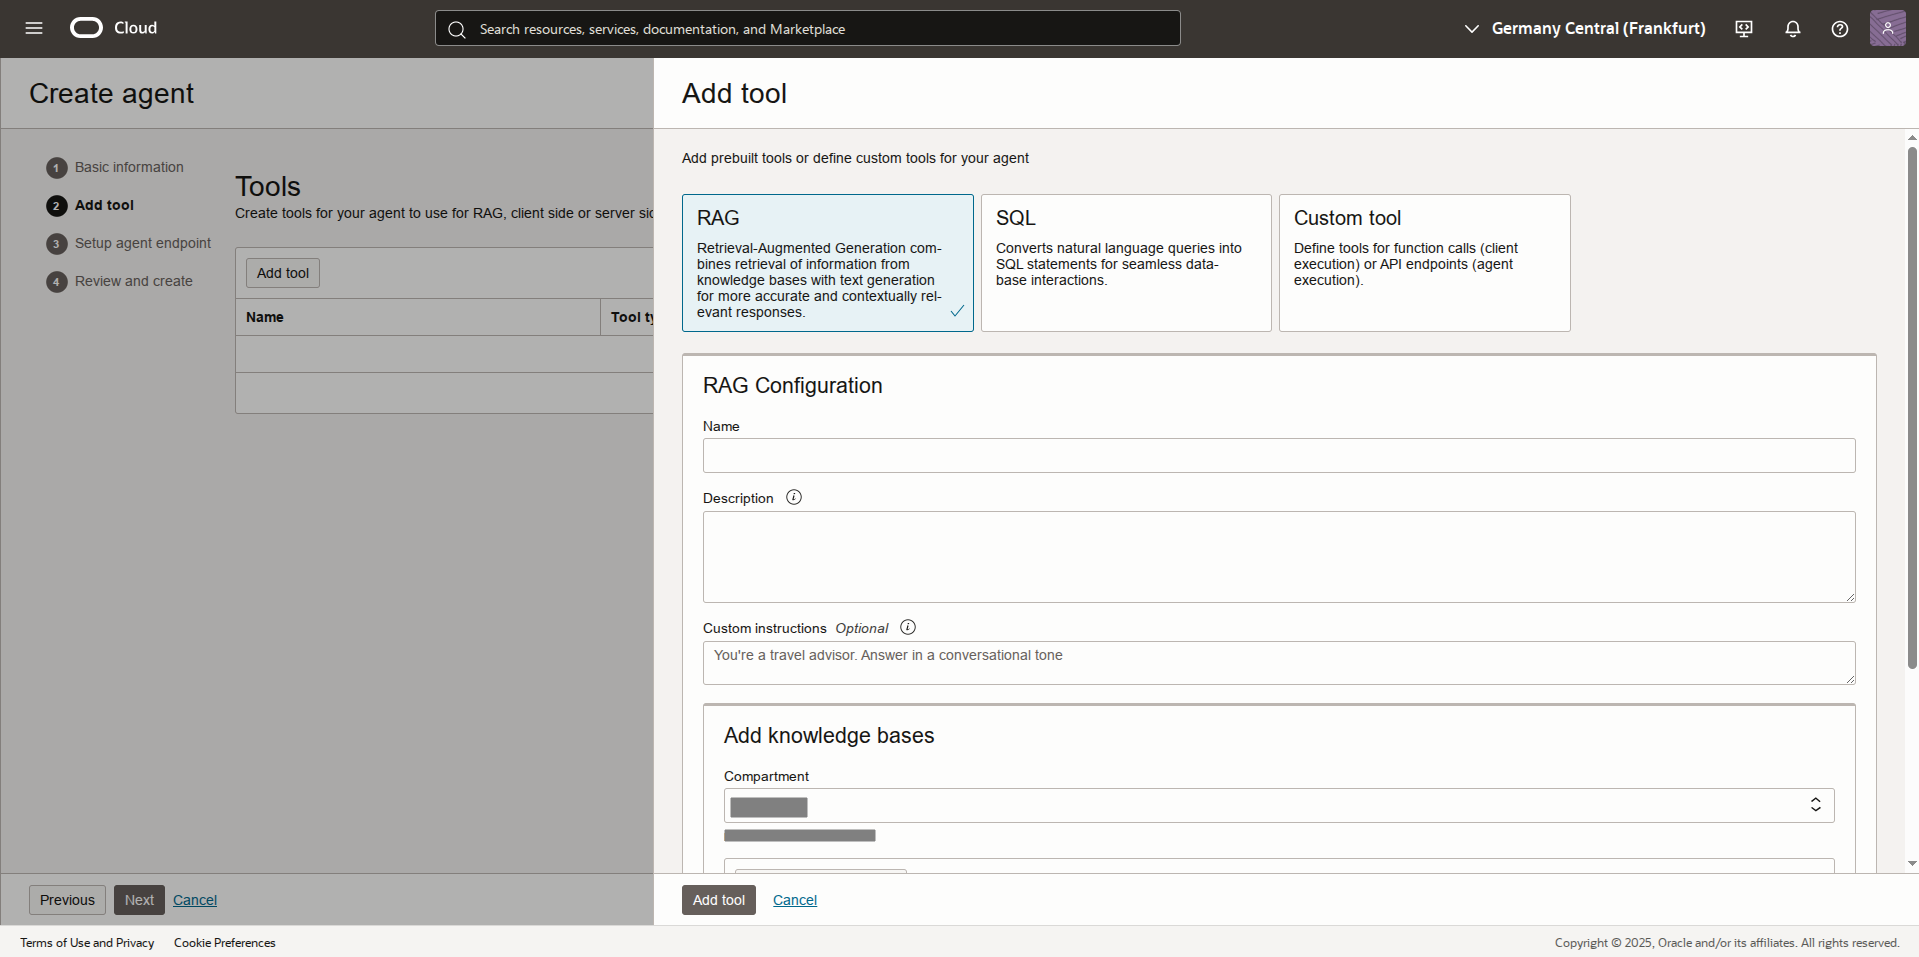 Cloud
Search resources, services, documentation, and Marketplace
Germany Central (Frankfurt)
Create agent
1 Basic information
2 Add tool
3 Setup agent endpoint
4 Review and create
Tools
Create tools for your agent to use for RAG, client side or server sid
Add tool
Name
Tool ty
Previous
Next
Cancel
Add tool
Add prebuilt tools or define custom tools for your agent
RAG
Retrieval-Augmented Generation com-
bines retrieval of information from
knowledge bases with text generation
for more accurate and contextually rel-
evant responses.
SQL
Converts natural language queries into
SQL statements for seamless data-
base interactions.
Custom tool
Define tools for function calls (client
execution) or API endpoints (agent
execution).
RAG Configuration
Name
Description
Custom instructions Optional
You're a travel advisor. Answer in a conversational tone
Add knowledge bases
Compartment
Add tool
Cancel
Terms of Use and Privacy
Cookie Preferences
Copyright © 2025, Oracle and/or its affiliates. All rights reserved.